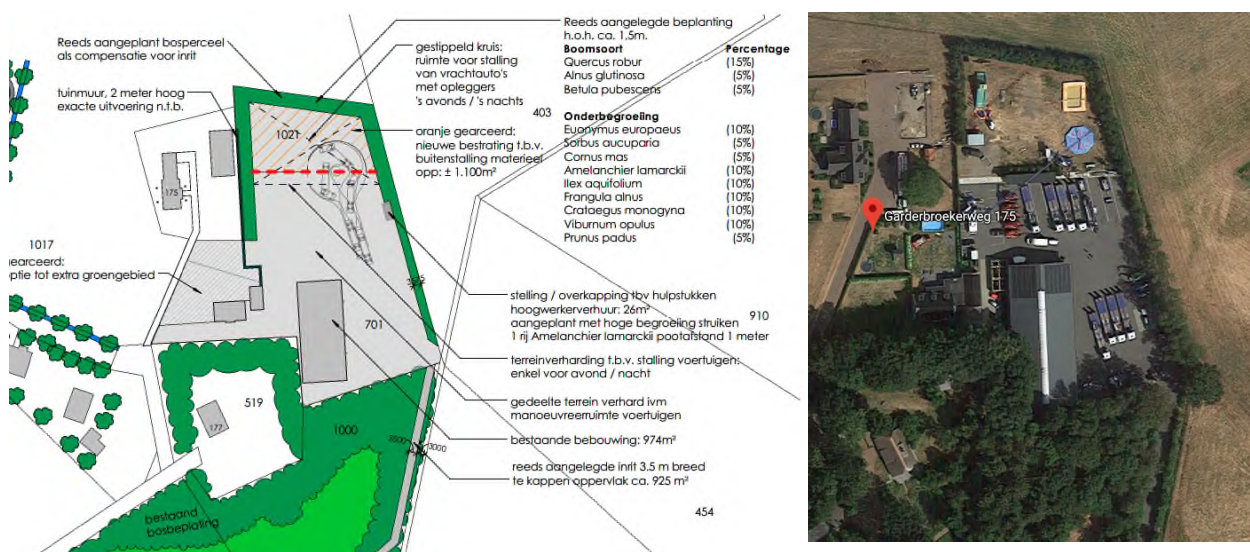 Reeds aangeplant bosperceel
als compensatie voor inrit
tuinmuur, 2 meter hoog
exacte uitvoering n.t.b.
gestippeld kruis:
ruimte voor stalling
van vrachtauto's
met opleggers
's avonds / 's nachts
oranje gearceerd:
nieuwe bestrating t.b.v.
buitenstalling materieel
opp: ± 1.100m²
Reeds aangelegde beplanting
h.o.h. ca. 1,5m.
Boomsoort Percentage
Quercus robur (15%)
Alnus glutinosa (5%)
Betula pubescens (5%)
Onderbegroeiing
Euonymus europaeus (10%)
Sorbus aucuparia (5%)
Cornus mas (5%)
Amelanchier lamarckii (10%)
Ilex aquifolium (10%)
Frangula alnus (10%)
Crataegus monogyna (10%)
Viburnum opulus (10%)
Prunus padus (5%)
403
1021
175
1017
gearceerd:
optie tot extra groengebied
701
stelling / overkapping tbv hulpstukken
hoogwerkerverhuur: 26m²
aangeplant met hoge begroeiing struiken
1 rij Amelanchier lamarckii pootafstand 1 meter
910
terreinverharding t.b.v. stalling voertuigen:
enkel voor avond / nacht
gedeelte terrein verhard ivm
manoeuvreerruimte voertuigen
bestaande bebouwing: 974m²
reeds aangelegde inrit 3.5 m breed
te kappen oppervlak ca. 925 m²
519
177
1000
3500
3000
454
bestaand
bosbeplating
Garderbroekerweg 175